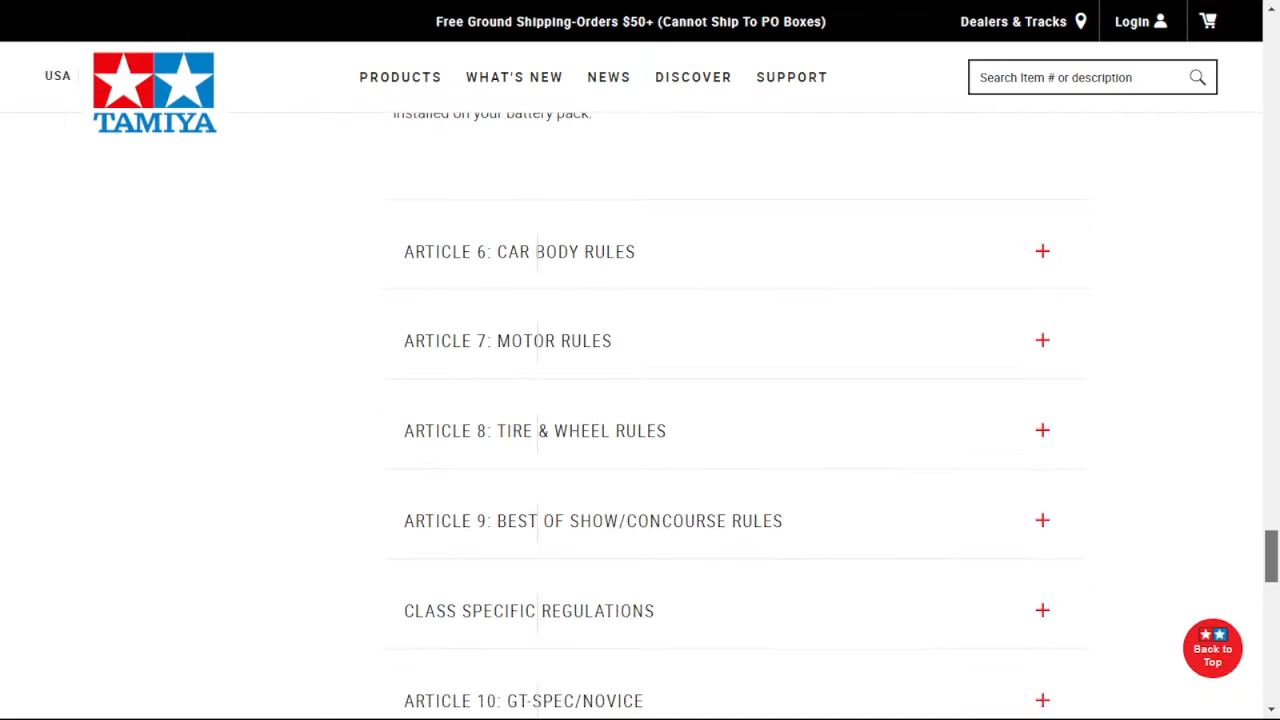 Free Ground Shipping-Orders $50+ (Cannot Ship To PO Boxes)
Dealers & Tracks
Login
USA
TAMIYA
PRODUCTS
WHAT'S NEW
NEWS
DISCOVER
SUPPORT
Search Item # or description
installed on your battery pack.
ARTICLE 6: CAR BODY RULES
ARTICLE 7: MOTOR RULES
ARTICLE 8: TIRE & WHEEL RULES
ARTICLE 9: BEST OF SHOW/CONCOURSE RULES
CLASS SPECIFIC REGULATIONS
ARTICLE 10: GT-SPEC/NOVICE
Back to
Top